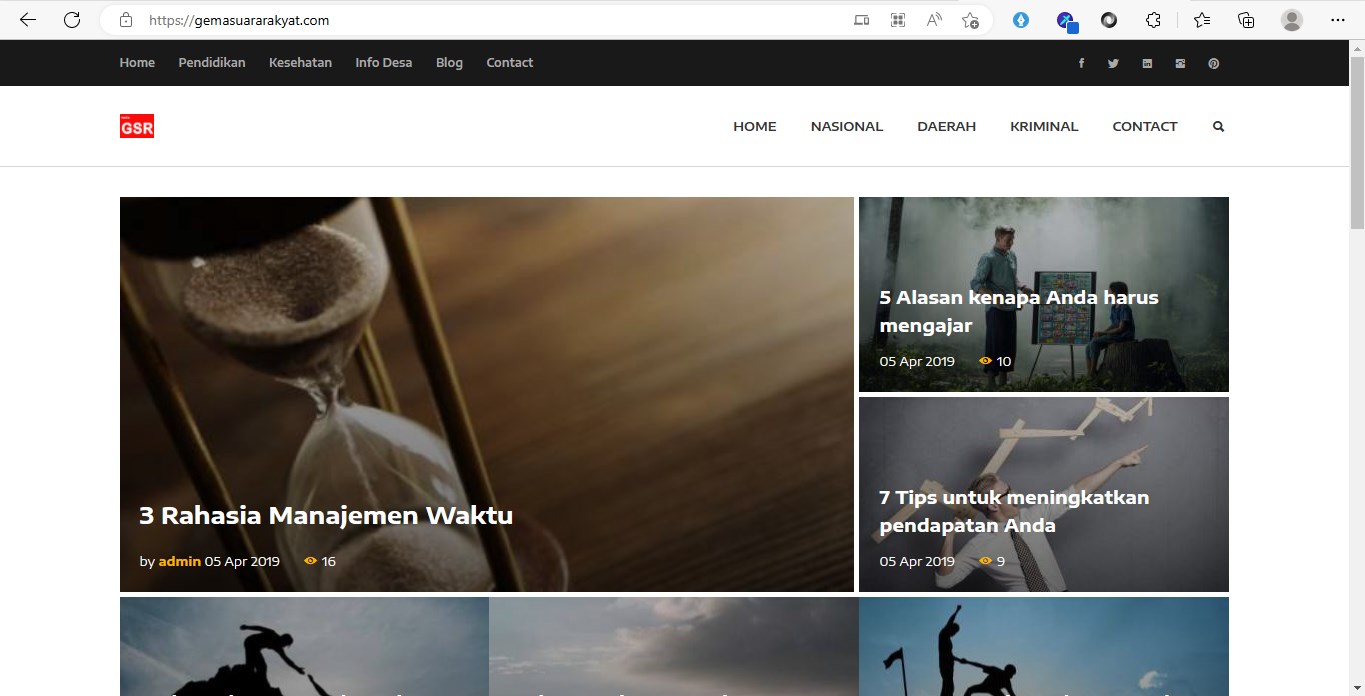 https://gemasuararakyat.com
Home Pendidikan Kesehatan Info Desa Blog Contact
GSR
HOME NASIONAL DAERAH KRIMINAL CONTACT
5 Alasan kenapa Anda harus
mengajar
05 Apr 2019 10
7 Tips untuk meningkatkan
pendapatan Anda
05 Apr 2019 9
3 Rahasia Manajemen Waktu
by admin 05 Apr 2019 16